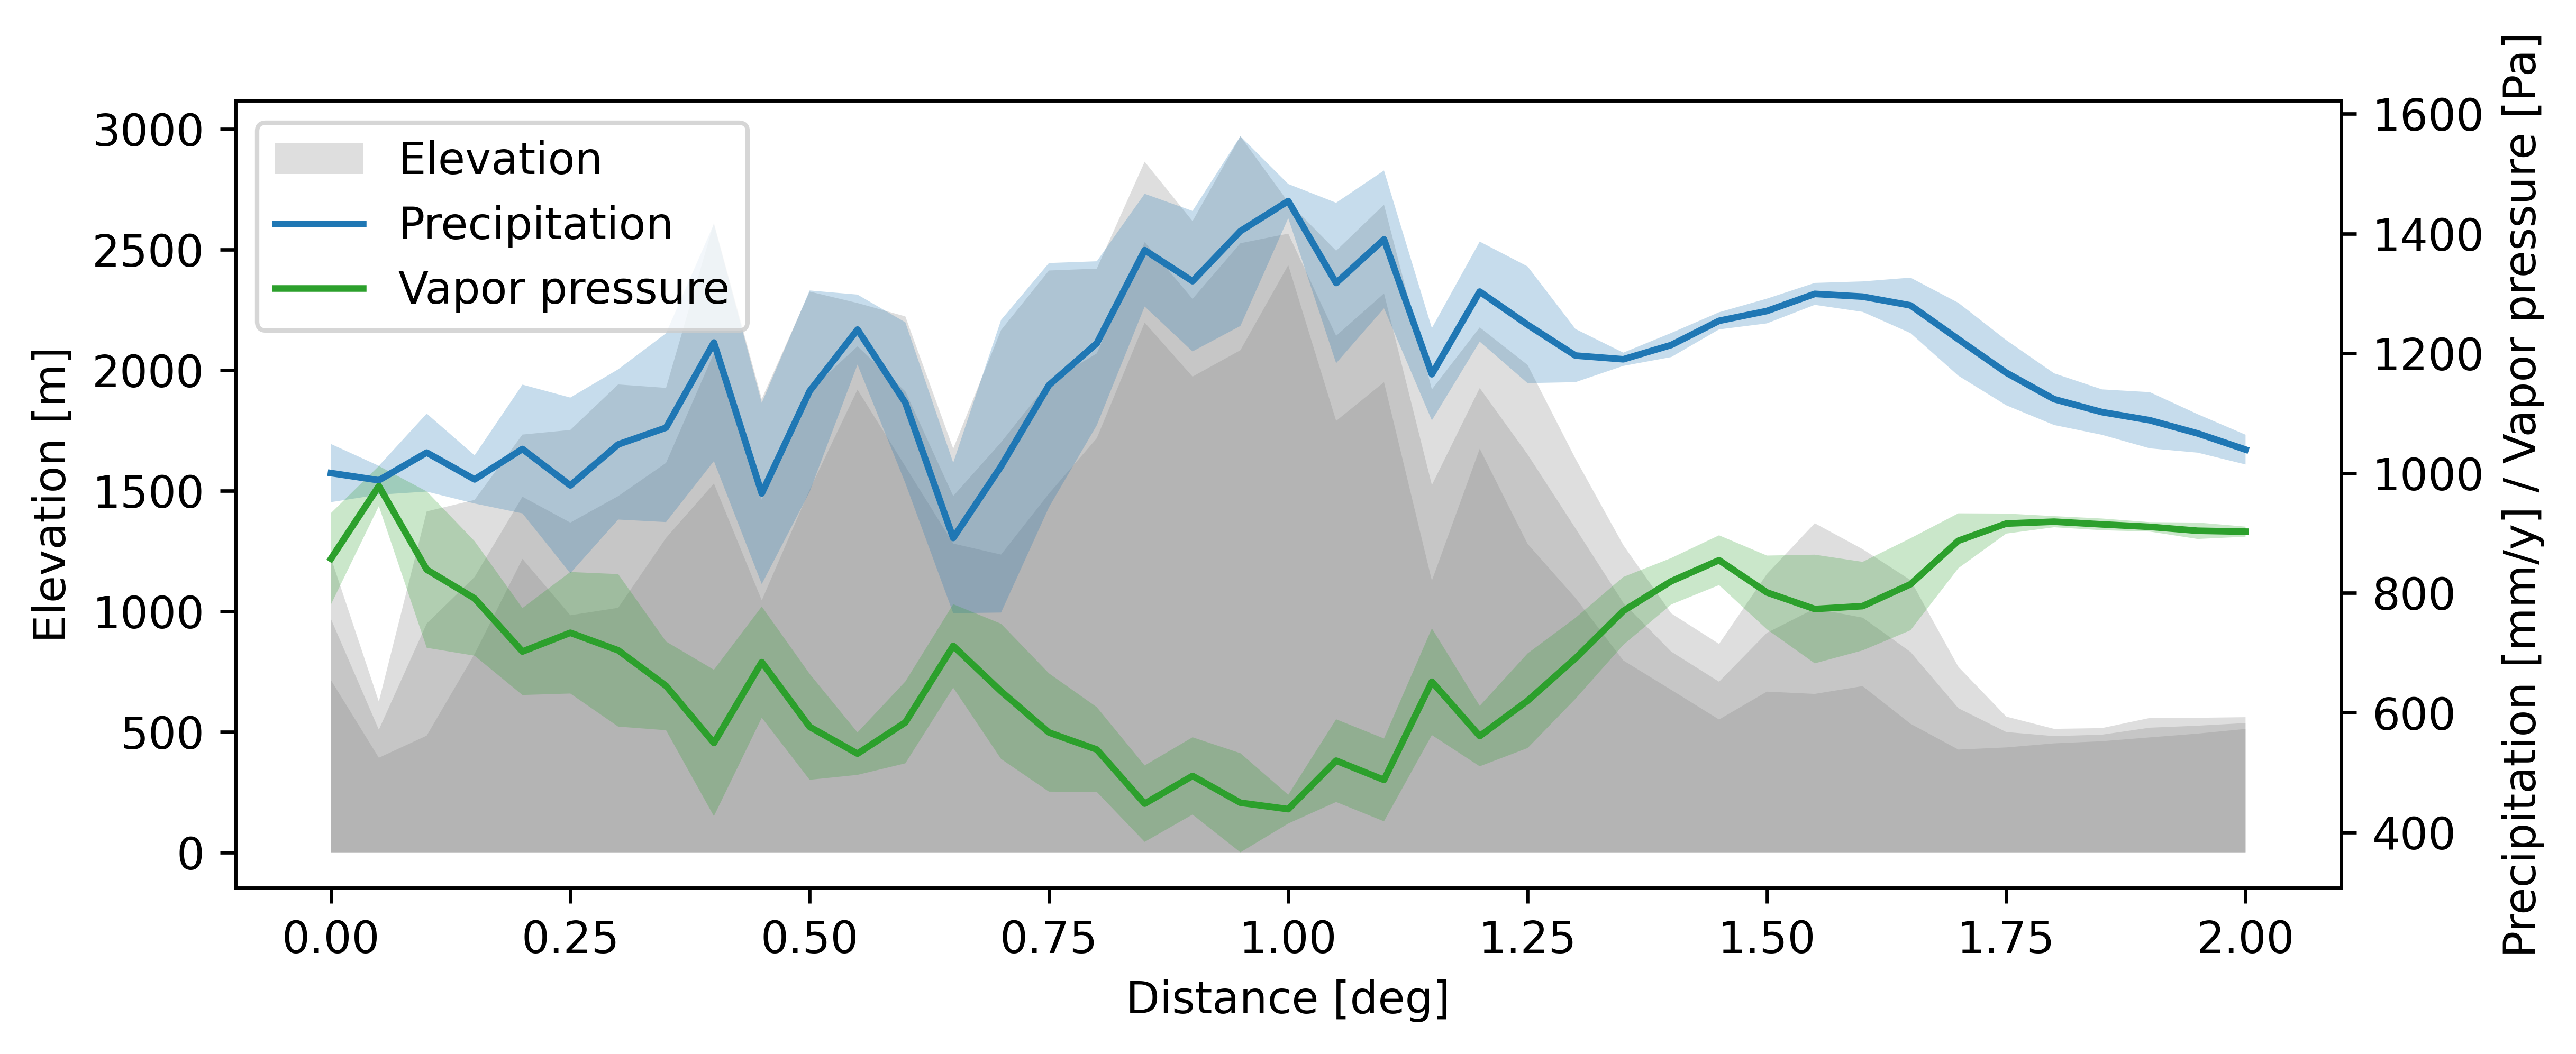 Elevation
Precipitation
Vapor pressure
Elevation [m]
3000
2500
2000
1500
1000
500
0
0.00 0.25 0.50 0.75 1.00 1.25 1.50 1.75 2.00
Distance [deg]
1600
1400
1200
1000
800
600
400
Precipitation [mm/y] / Vapor pressure [Pa]